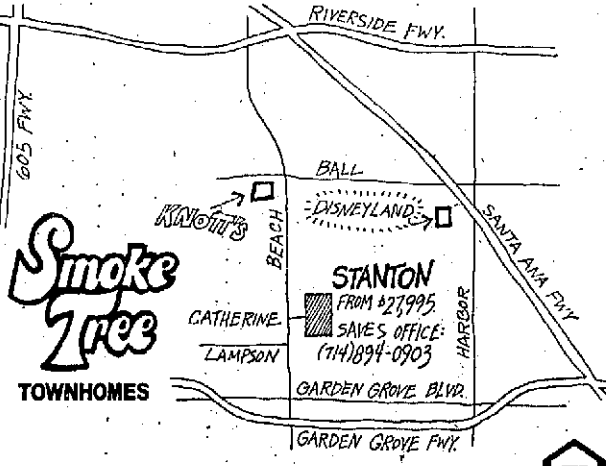 RIVERSIDE FWY.
605 FWY.
BALL
KNOTT'S
DISNEYLAND
BEACH
SANTA ANA FWY
Smoke
Tree
TOWNHOMES
STANTON
FROM $27,995
SAVES OFFICE:
(714)894-0903
CATHERINE
LAMPSON
HARBOR
GARDEN GROVE BLVD.
GARDEN GROVE FWY.